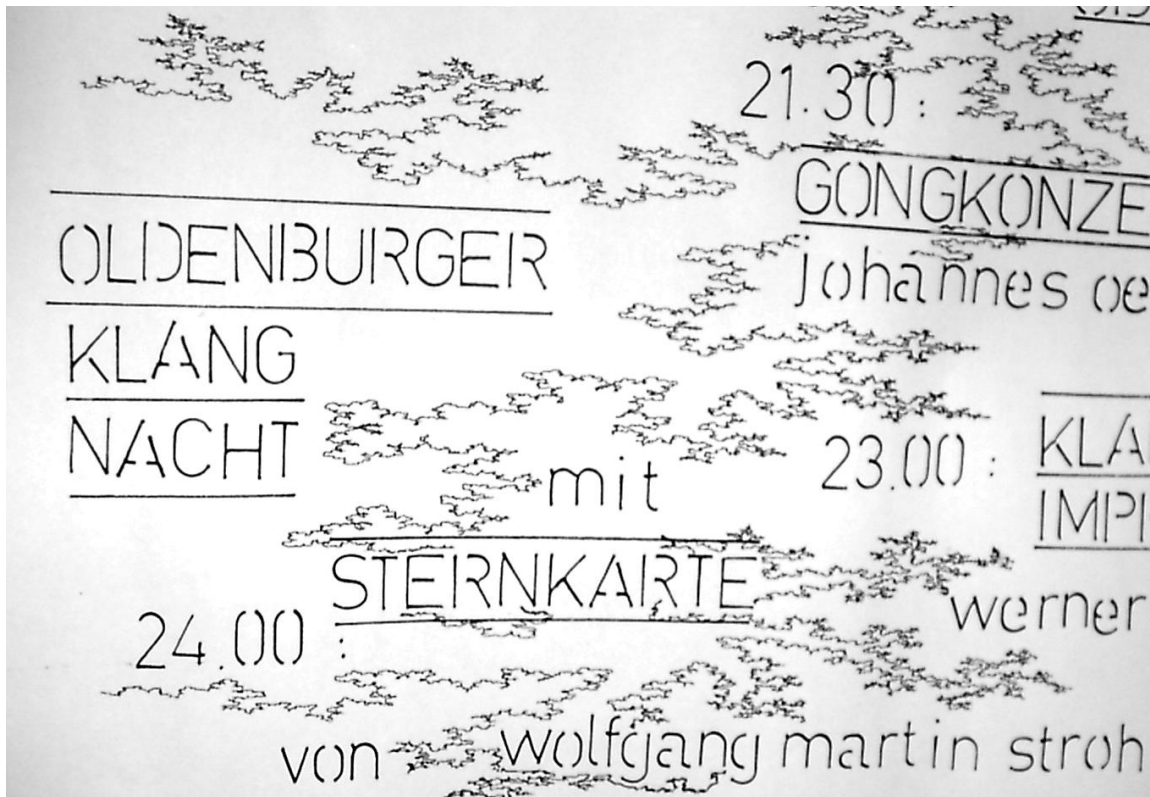 21.30 :
GONGKONZE
johannes oe
OLDENBURGER
KLANG
NACHT
mit
23.00 : KLA
IMP
werner
STERNKARTE
24.00 :
von wolfgang martin stroh